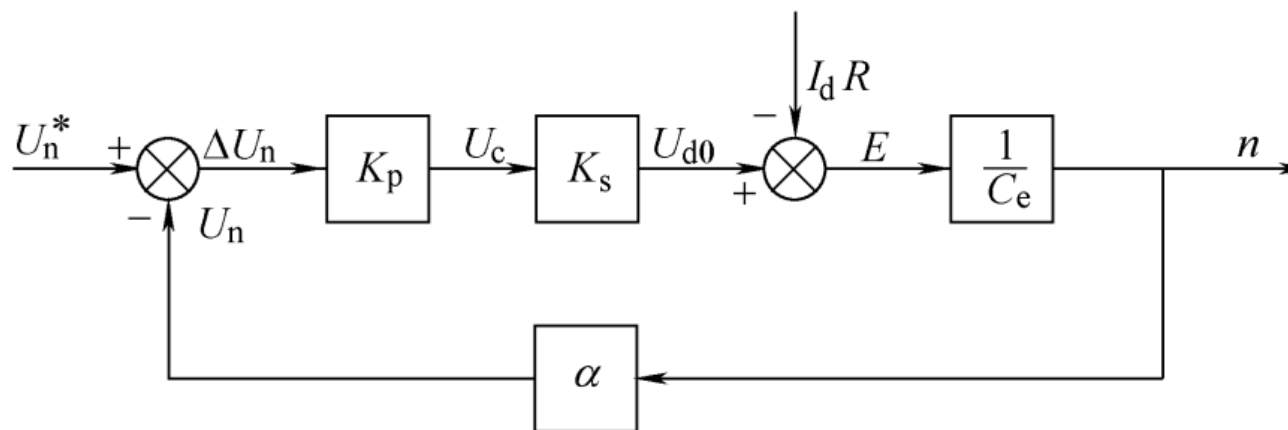 I_d R
U_n^* + ΔU_n K_p U_c K_s U_d0 − + E 1/C_e n
− U_n
α